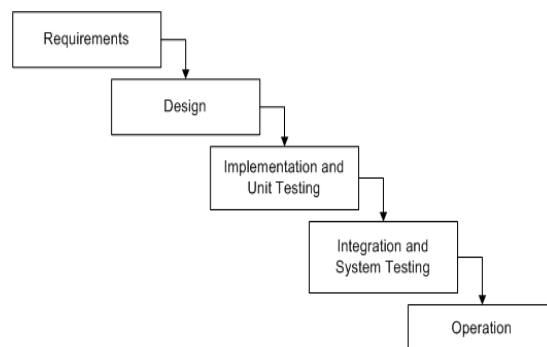 Requirements
Design
Implementation and
Unit Testing
Integration and
System Testing
Operation